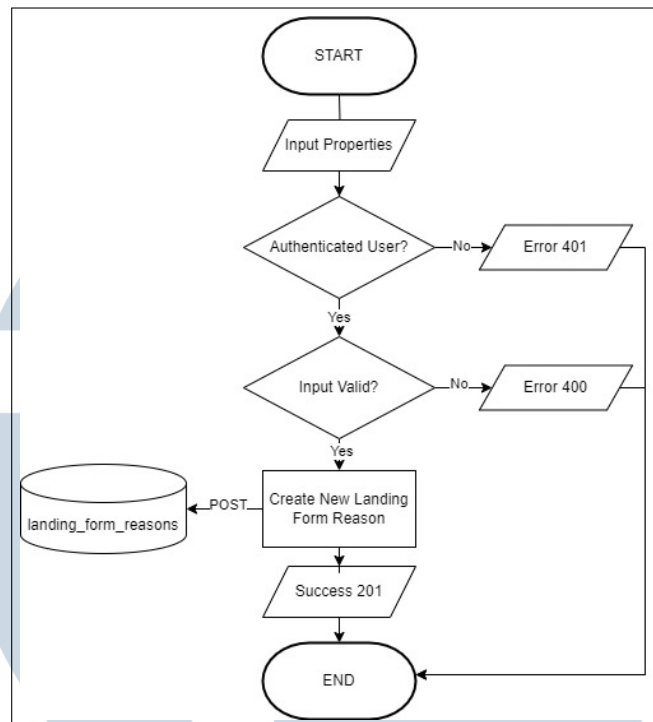 START
Input Properties
Authenticated User?
No
Error 401
Yes
Input Valid?
No
Error 400
Yes
Create New Landing
Form Reason
POST
landing_form_reasons
Success 201
END